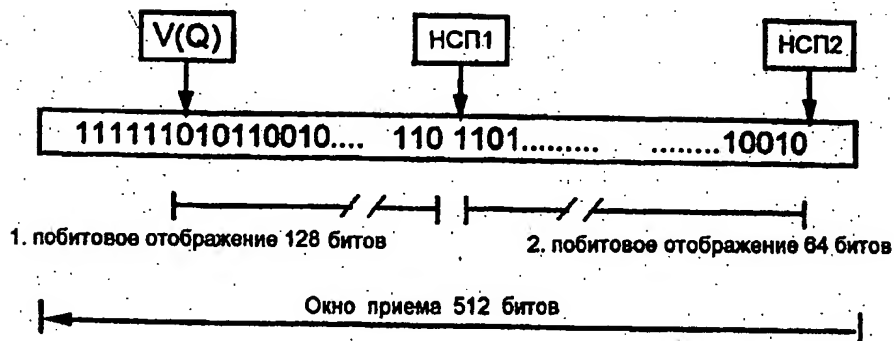 V(Q) НСП1 НСП2
111111010110010.... 110 1101......... ........10010
1. побитовое отображение 128 битов 2. побитовое отображение 64 битов
Окно приема 512 битов